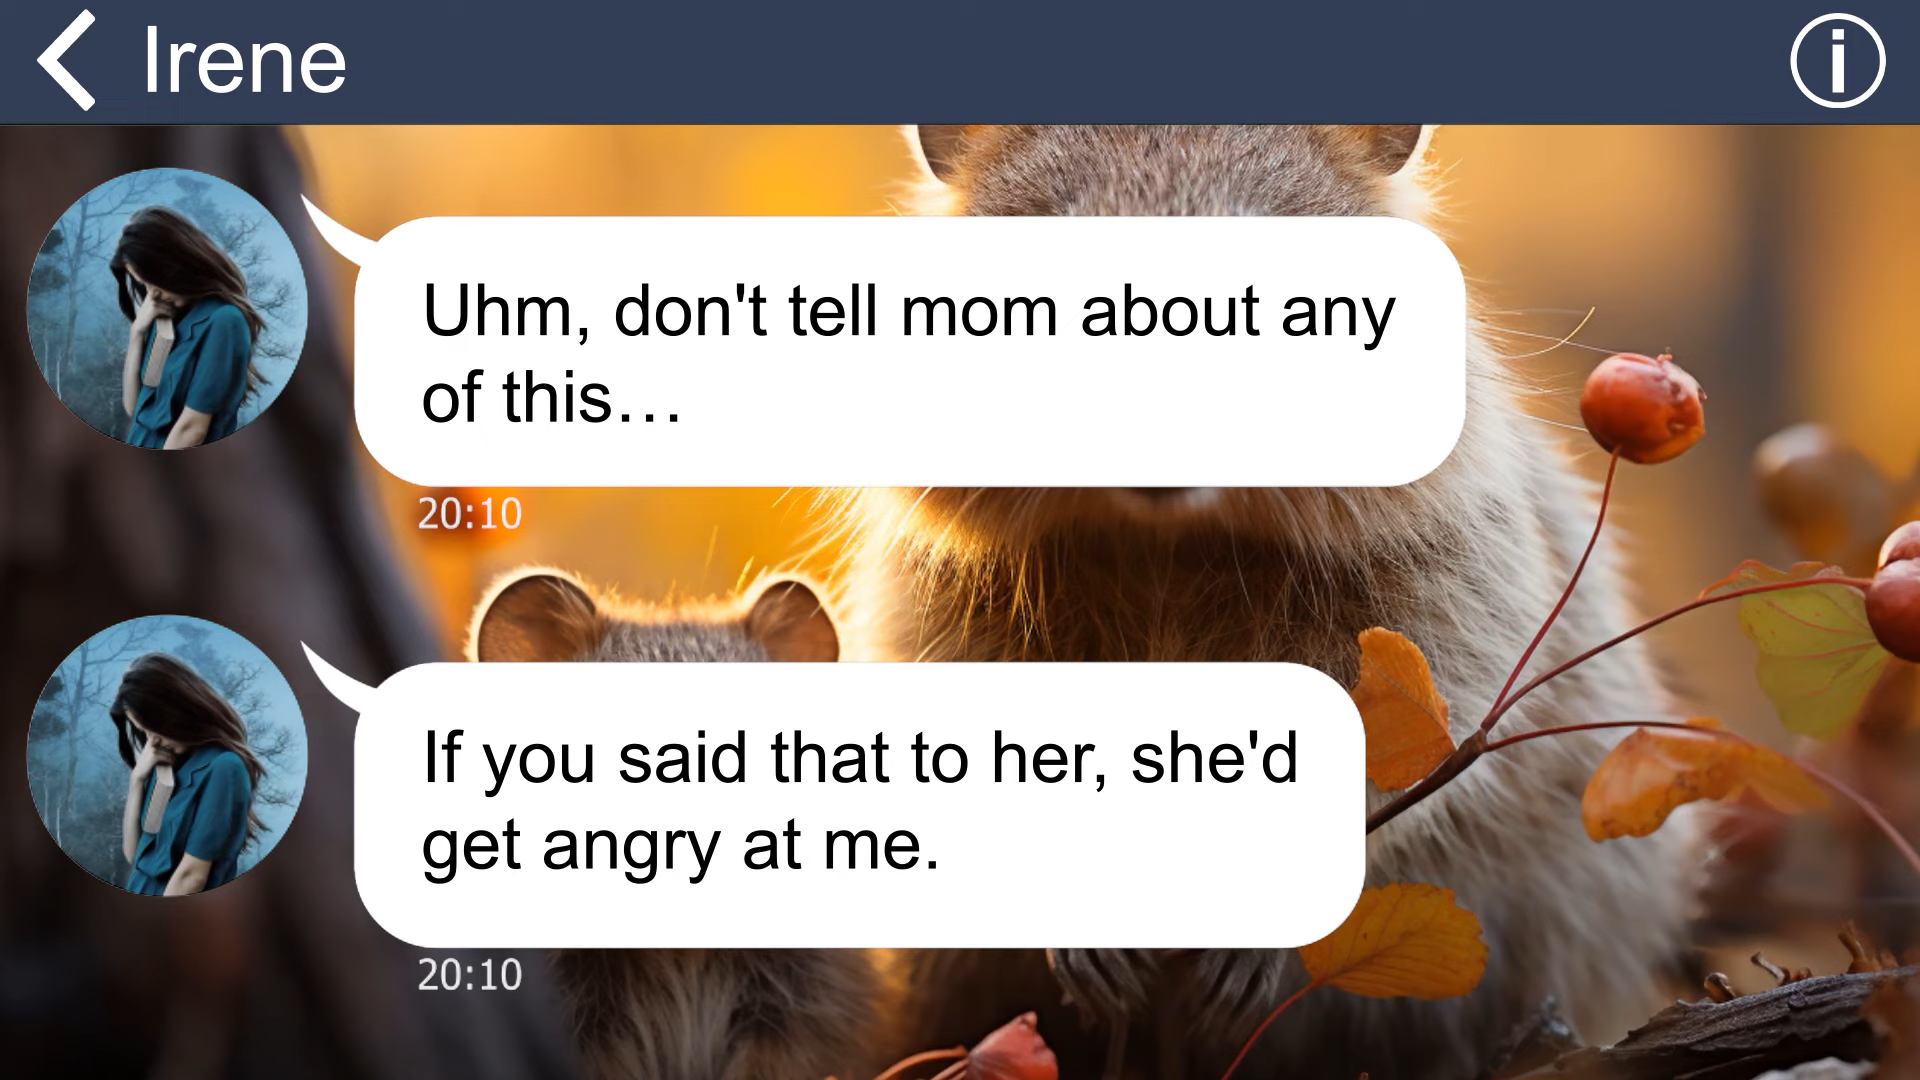 Irene
Uhm, don't tell mom about any
of this…
20:10
If you said that to her, she'd
get angry at me.
20:10